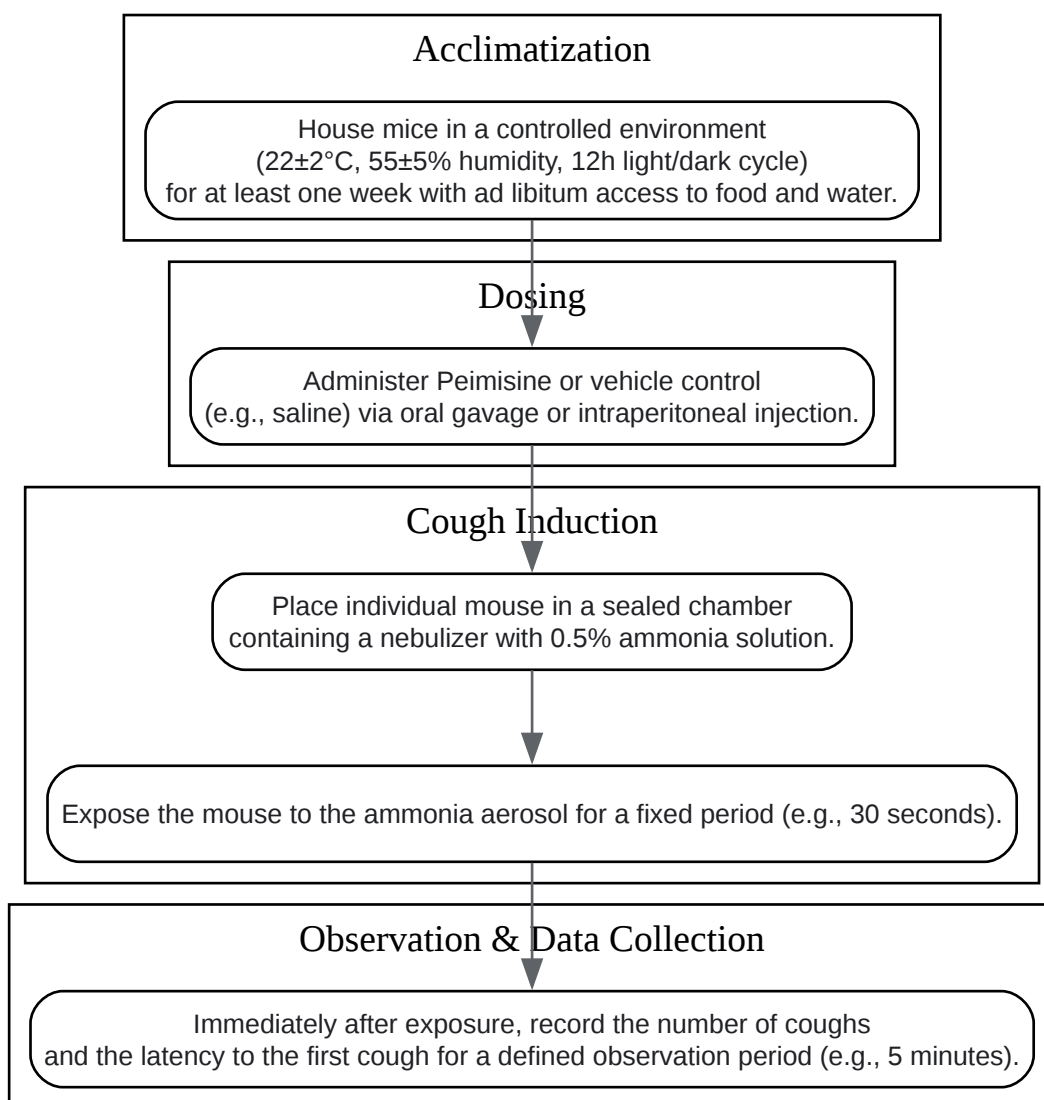 Acclimatization
House mice in a controlled environment
(22±2°C, 55±5% humidity, 12h light/dark cycle)
for at least one week with ad libitum access to food and water.
Dosing
Administer Peimisine or vehicle control
(e.g., saline) via oral gavage or intraperitoneal injection.
Cough Induction
Place individual mouse in a sealed chamber
containing a nebulizer with 0.5% ammonia solution.
Expose the mouse to the ammonia aerosol for a fixed period (e.g., 30 seconds).
Observation & Data Collection
Immediately after exposure, record the number of coughs
and the latency to the first cough for a defined observation period (e.g., 5 minutes).